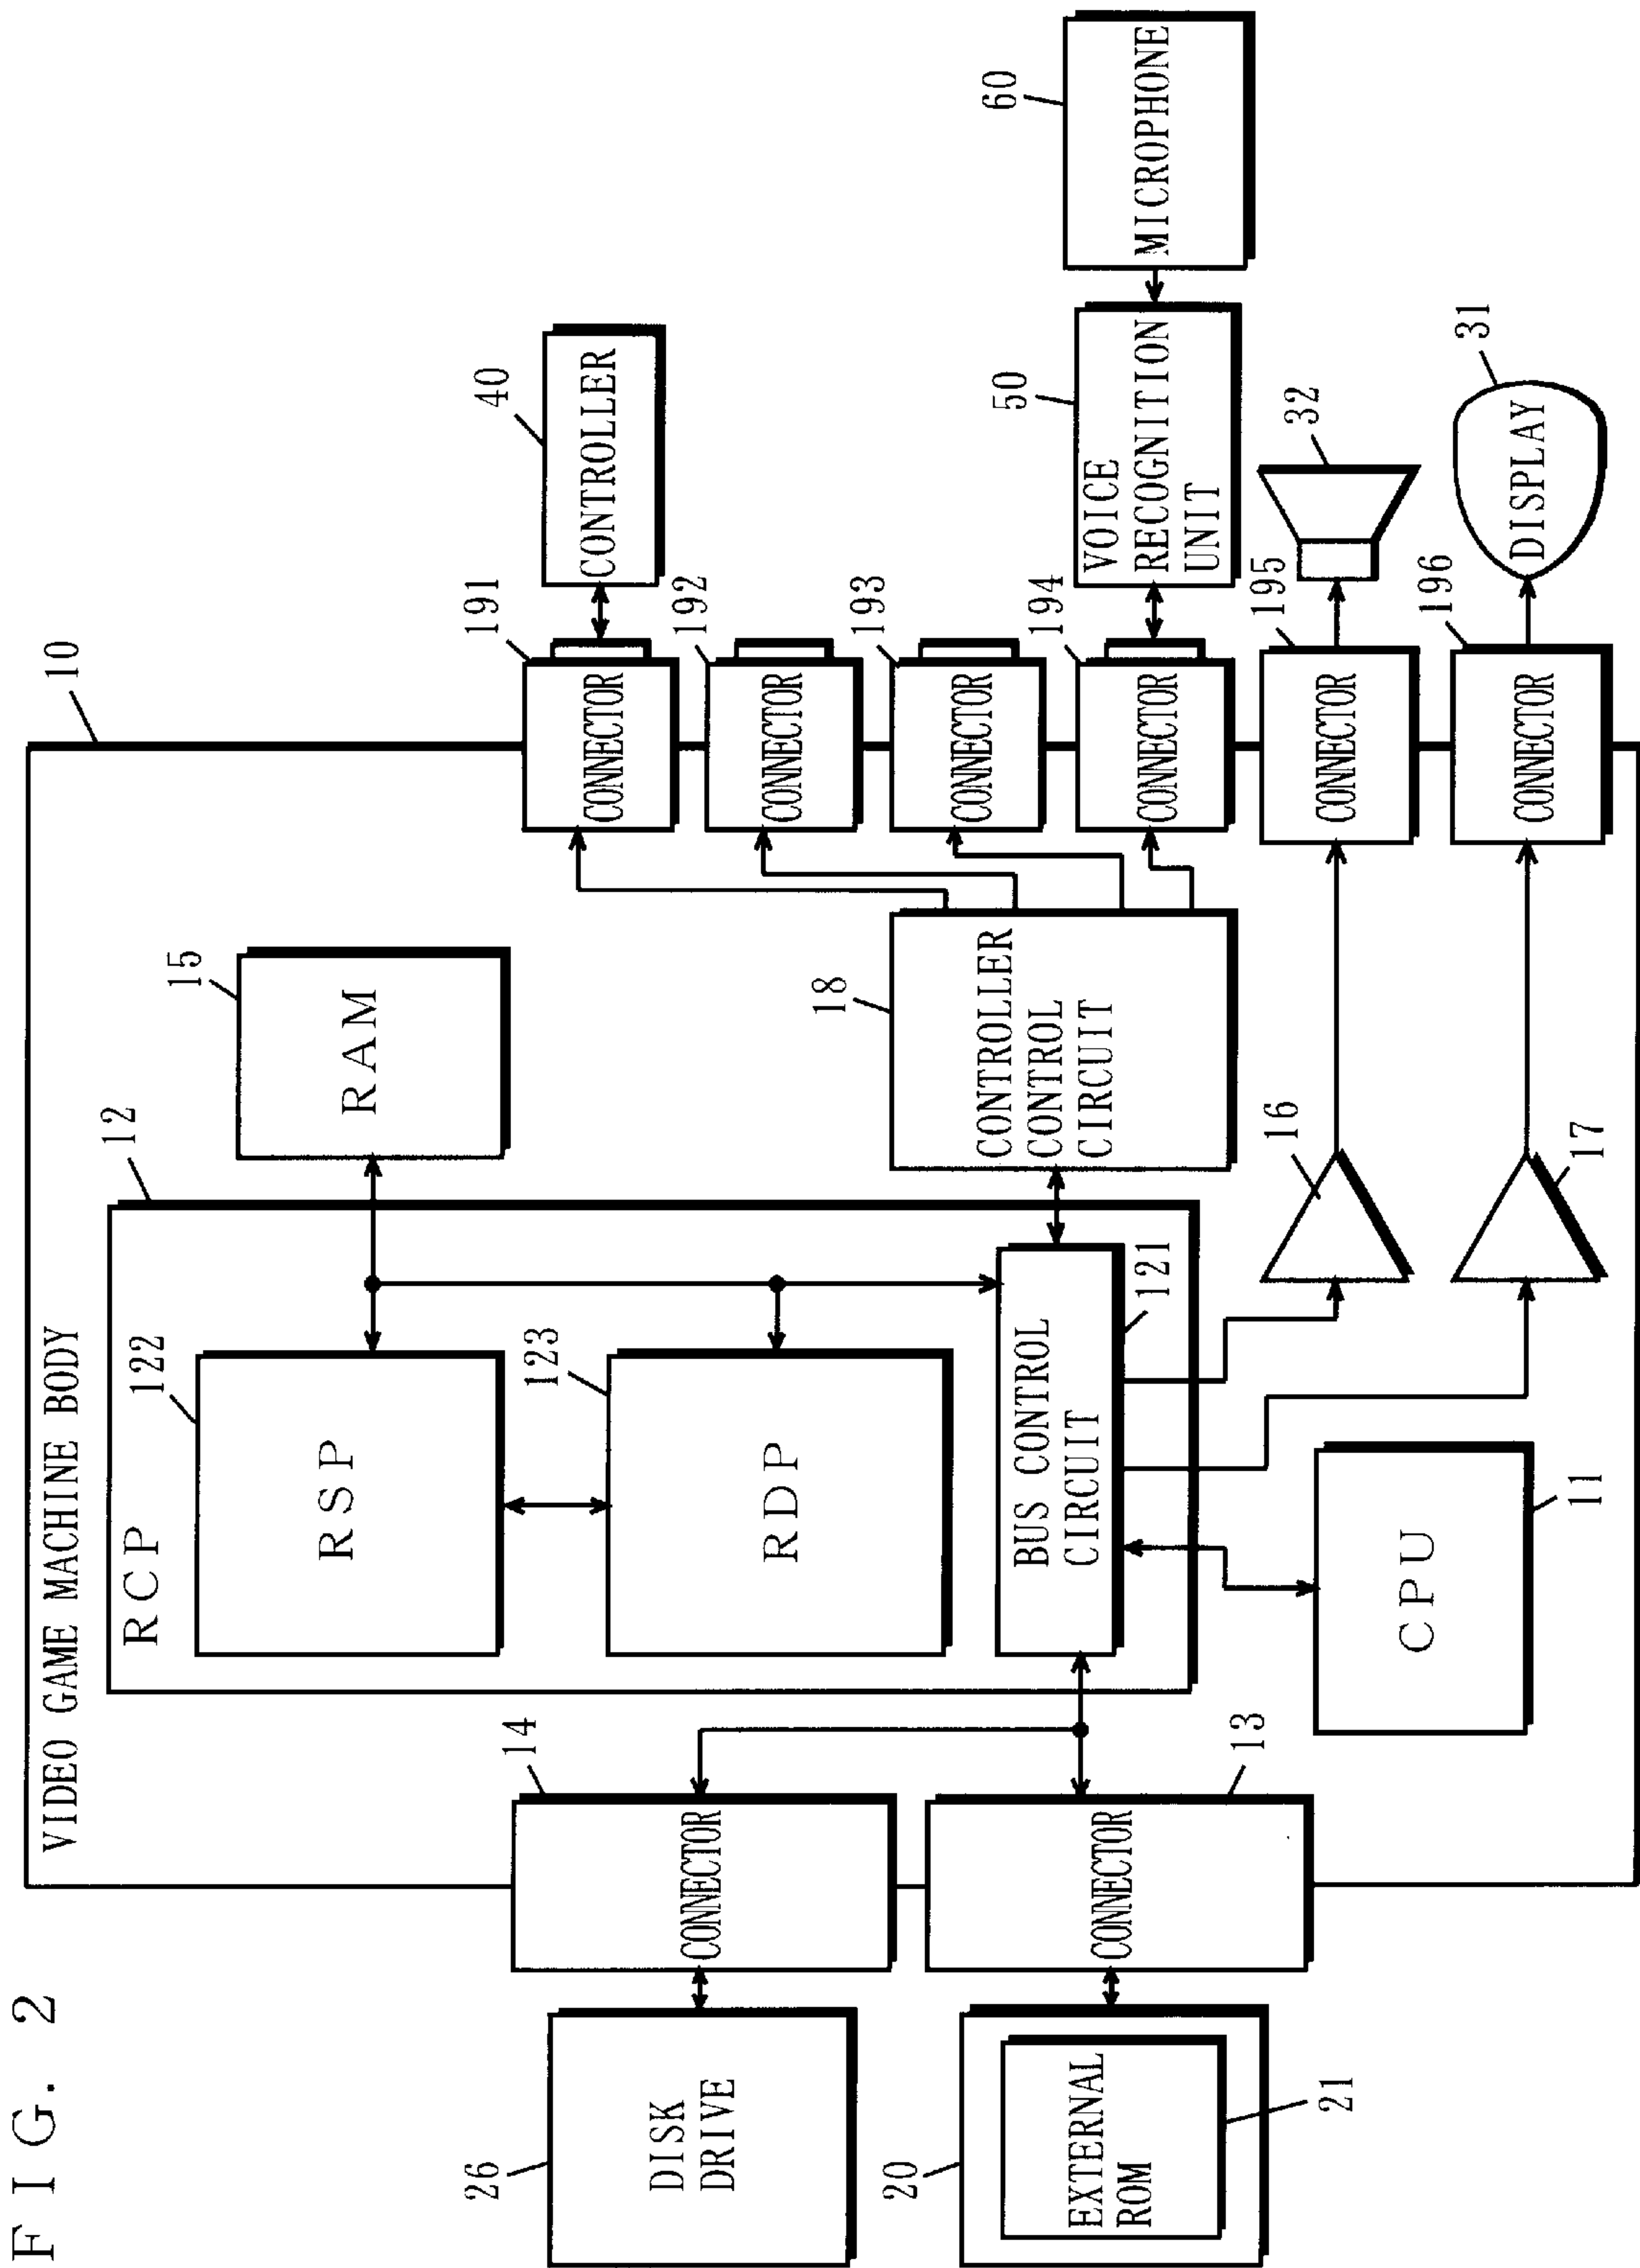 FIG. 2
VIDEO GAME MACHINE BODY
10
RCP
12
122
RSP
15
RAM
123
RDP
BUS CONTROL
CIRCUIT
121
14
CONNECTOR
13
CONNECTOR
26
DISK
DRIVE
20
EXTERNAL
ROM
21
CPU
11
18
CONTROLLER
CONTROL
CIRCUIT
16
17
191
CONNECTOR
192
CONNECTOR
193
CONNECTOR
194
CONNECTOR
195
CONNECTOR
196
CONNECTOR
40
CONTROLLER
50
VOICE
RECOGNITION
UNIT
60
MICROPHONE
32
31
DISPLAY